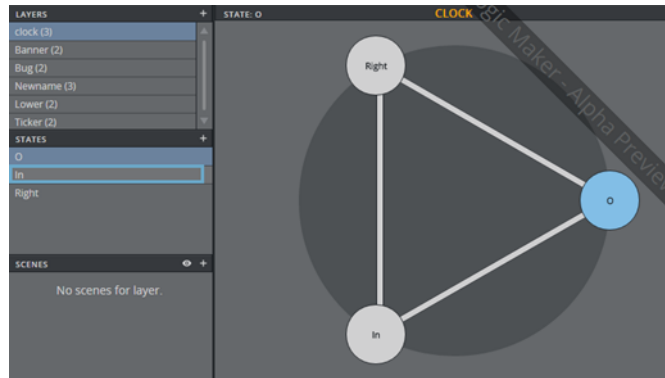 LAYERS +
clock (3)
Banner (2)
Bug (2)
Newname (3)
Lower (2)
Ticker (2)
STATES +
O
In
Right
SCENES +
No scenes for layer.
STATE: O
CLOCK
Right
O
In
ogic Maker - Alpha Preview